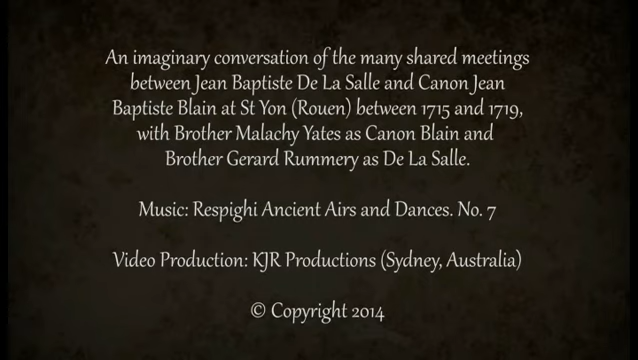 An imaginary conversation of the many shared meetings
between Jean Baptiste De La Salle and Canon Jean
Baptiste Blain at St Yon (Rouen) between 1715 and 1719,
with Brother Malachy Yates as Canon Blain and
Brother Gerard Rummery as De La Salle.
Music: Respighi Ancient Airs and Dances. No. 7
Video Production: KJR Productions (Sydney, Australia)
© Copyright 2014